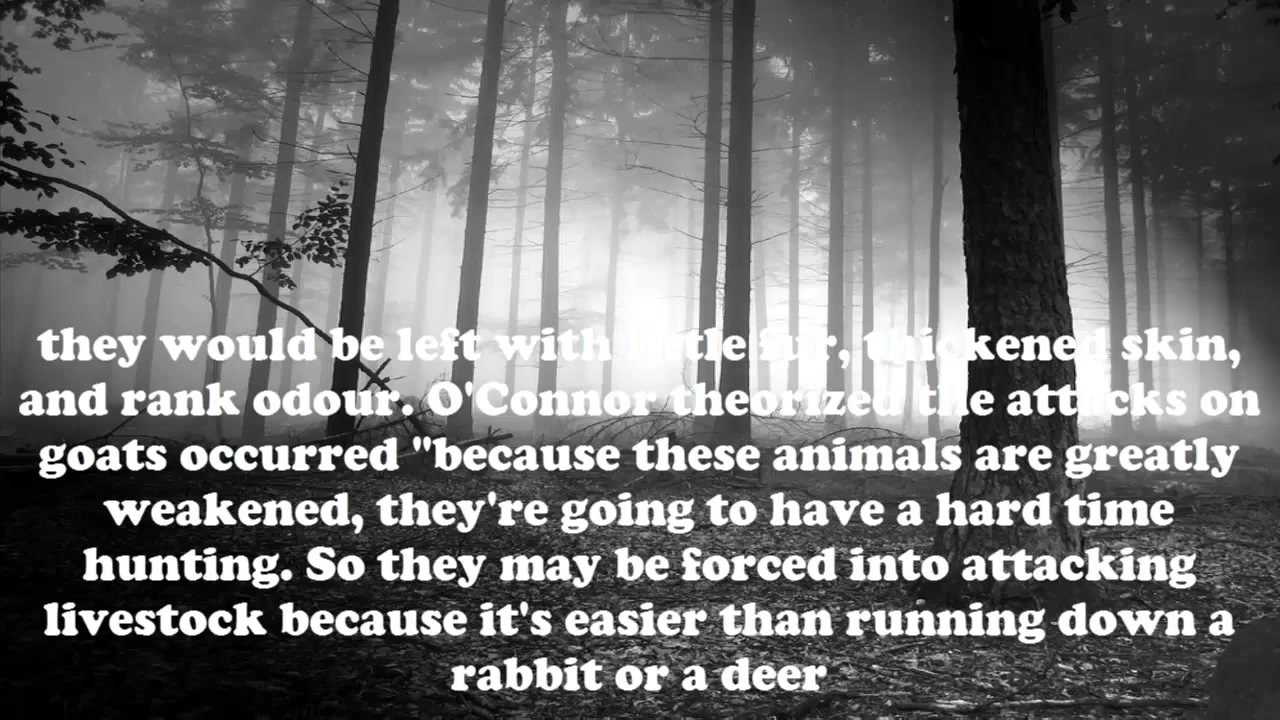 they would be left with little fur, thickened skin,
and rank odour. O'Connor theorized the attacks on
goats occurred "because these animals are greatly
weakened, they're going to have a hard time
hunting. So they may be forced into attacking
livestock because it's easier than running down a
rabbit or a deer